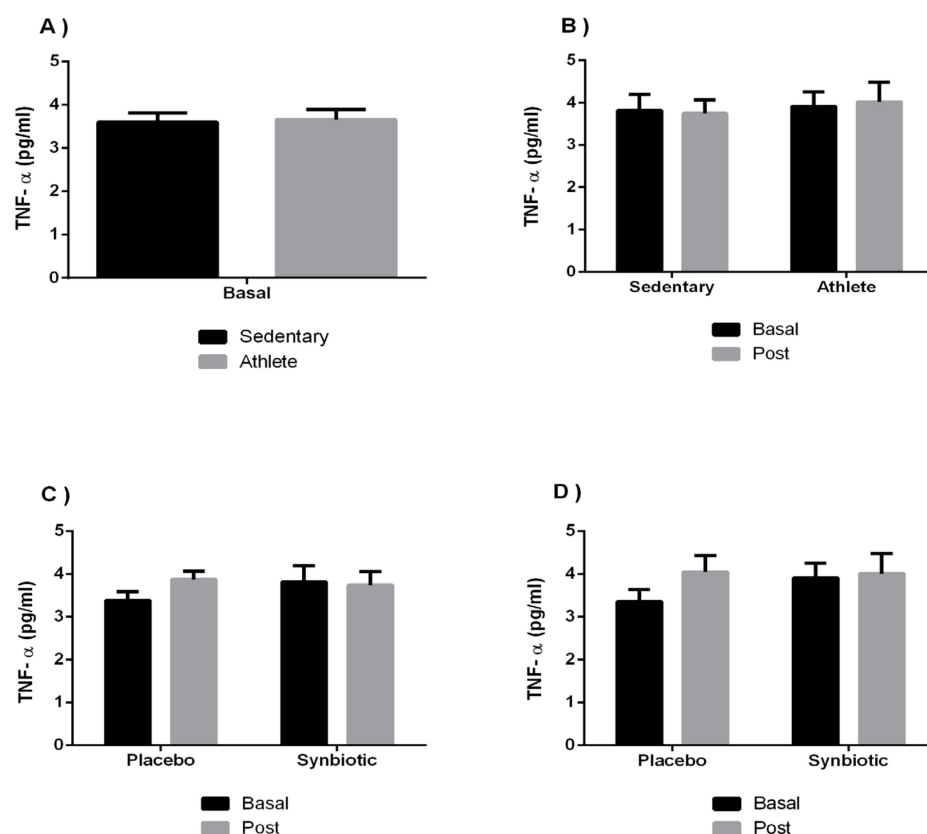 A )
TNF- α (pg/ml)
5
4
3
2
1
0
Basal
Sedentary
Athlete
B )
TNF- α (pg/ml)
5
4
3
2
1
0
Sedentary Athlete
Basal
Post
C )
TNF- α (pg/ml)
5
4
3
2
1
0
Placebo Synbiotic
Basal
Post
D )
TNF- α (pg/ml)
5
4
3
2
1
0
Placebo Synbiotic
Basal
Post